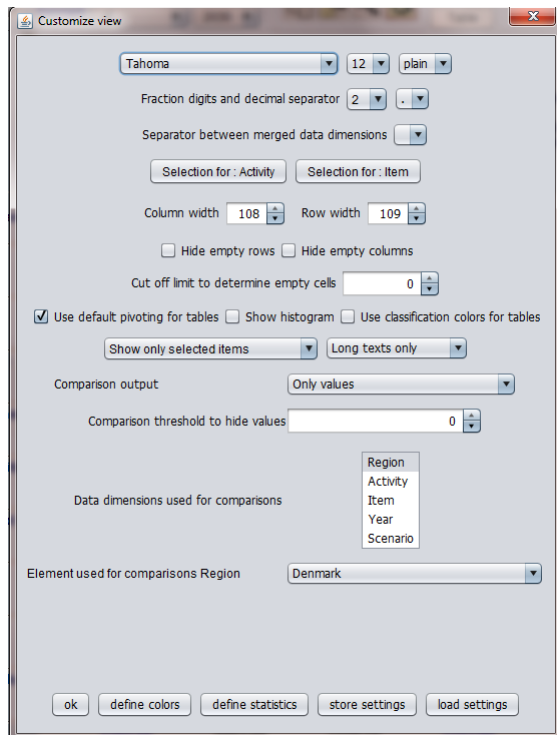 Customize view
Tahoma 12 plain
Fraction digits and decimal separator 2 .
Separator between merged data dimensions
Selection for : Activity Selection for : Item
Column width 108 Row width 109
Hide empty rows Hide empty columns
Cut off limit to determine empty cells 0
Use default pivoting for tables Show histogram Use classification colors for tables
Show only selected items Long texts only
Comparison output Only values
Comparison threshold to hide values 0
Region
Activity
Data dimensions used for comparisons Item
Year
Scenario
Element used for comparisons Region Denmark
ok define colors define statistics store settings load settings